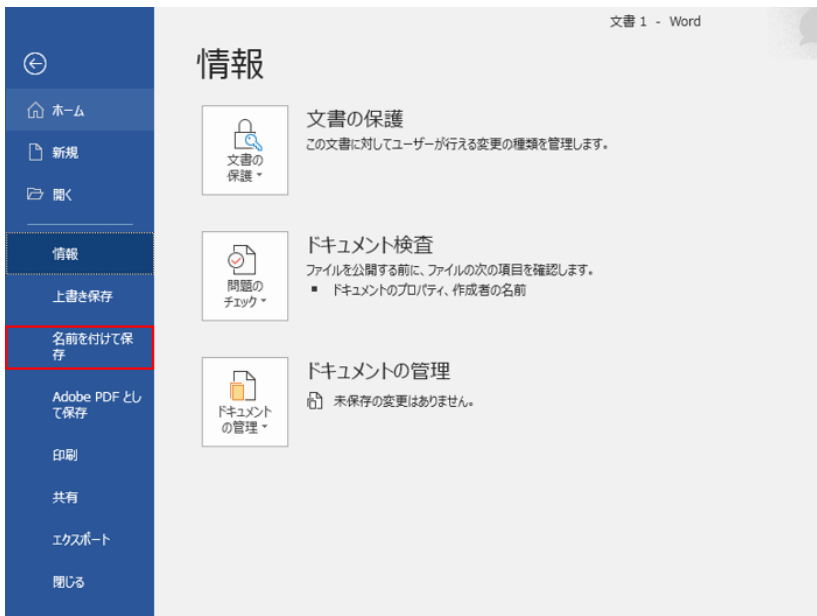 文書 1 - Word
ホーム
新規
開く
情報
上書き保存
名前を付けて保
存
Adobe PDF とし
て保存
印刷
共有
エクスポート
閉じる
情報
文書の
保護
文書の保護
この文書に対してユーザーが行える変更の種類を管理します。
問題の
チェック
ドキュメント検査
ファイルを公開する前に、ファイルの次の項目を確認します。
■ ドキュメントのプロパティ、作成者の名前
ドキュメント
の管理
ドキュメントの管理
未保存の変更はありません。